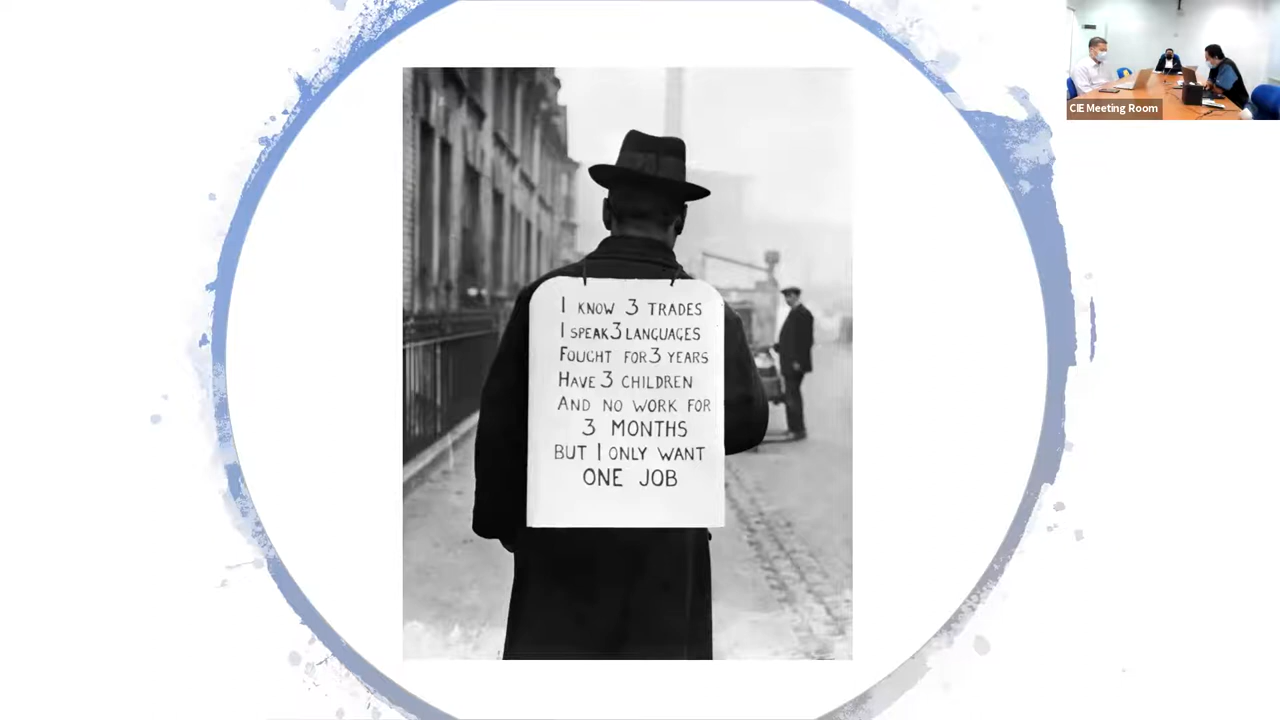 I KNOW 3 TRADES
I SPEAK 3 LANGUAGES
FOUGHT FOR 3 YEARS
HAVE 3 CHILDREN
AND NO WORK FOR
3 MONTHS
BUT I ONLY WANT
ONE JOB
CIE Meeting Room